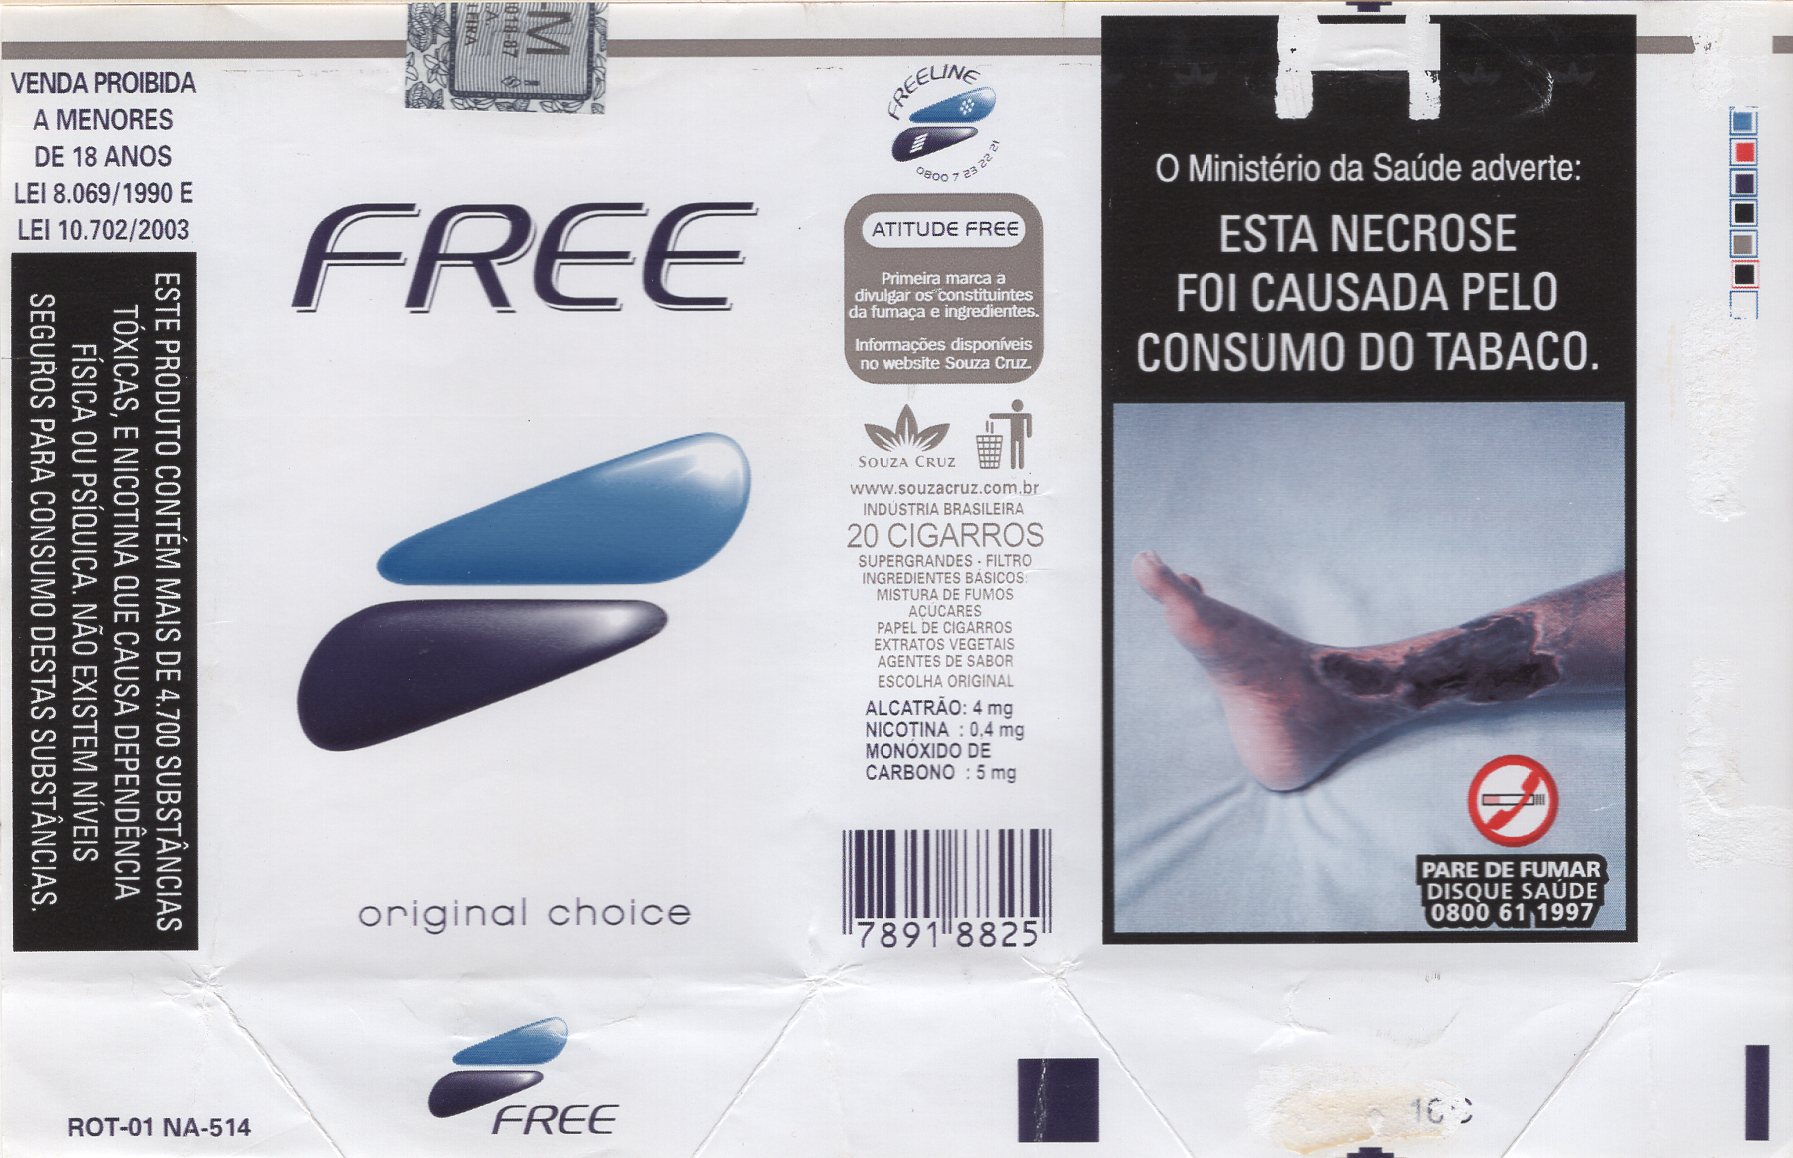 VENDA PROIBIDA
A MENORES
DE 18 ANOS
LEI 8.069/1990 E
LEI 10.702/2003
ESTE PRODUTO CONTÉM MAIS DE 4.700 SUBSTÂNCIAS
TÓXICAS, E NICOTINA QUE CAUSA DEPENDÊNCIA
FÍSICA OU PSÍQUICA. NÃO EXISTEM NÍVEIS
SEGUROS PARA CONSUMO DESTAS SUBSTÂNCIAS.
ROT-01 NA-514
FREE
original choice
FREE
FREELINE
0800 7 23 22 21
ATITUDE FREE
Primeira marca a
divulgar os constituintes
da fumaça e ingredientes.
Informações disponíveis
no website Souza Cruz.
SOUZA CRUZ
www.souzacruz.com.br
INDÚSTRIA BRASILEIRA
20 CIGARROS
SUPERGRANDES - FILTRO
INGREDIENTES BÁSICOS:
MISTURA DE FUMOS
AÇÚCARES
PAPEL DE CIGARROS
EXTRATOS VEGETAIS
AGENTES DE SABOR
ESCOLHA ORIGINAL
ALCATRÃO: 4 mg
NICOTINA : 0,4 mg
MONÓXIDO DE
CARBONO : 5 mg
78918825
O Ministério da Saúde adverte:
ESTA NECROSE
FOI CAUSADA PELO
CONSUMO DO TABACO.
PARE DE FUMAR
DISQUE SAÚDE
0800 61 1997